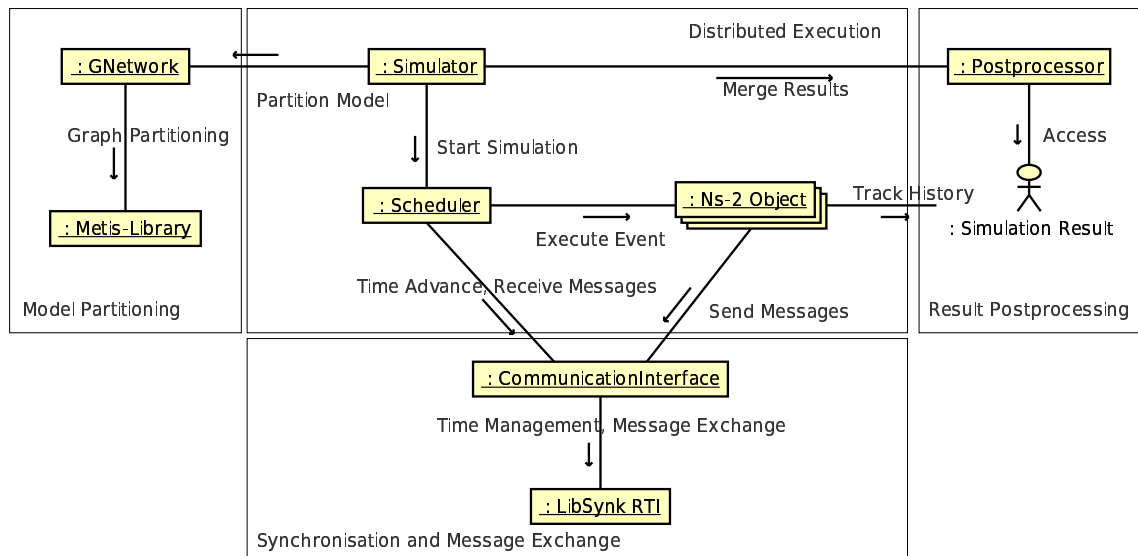 Distributed Execution
: GNetwork
: Simulator
: Postprocessor
Partition Model
Merge Results
Graph Partitioning
Start Simulation
Access
: Scheduler
: Ns-2 Object
Track History
: Metis-Library
Execute Event
: Simulation Result
Time Advance, Receive Messages
Model Partitioning
Send Messages
Result Postprocessing
: CommunicationInterface
Time Management, Message Exchange
: LibSynk RTI
Synchronisation and Message Exchange